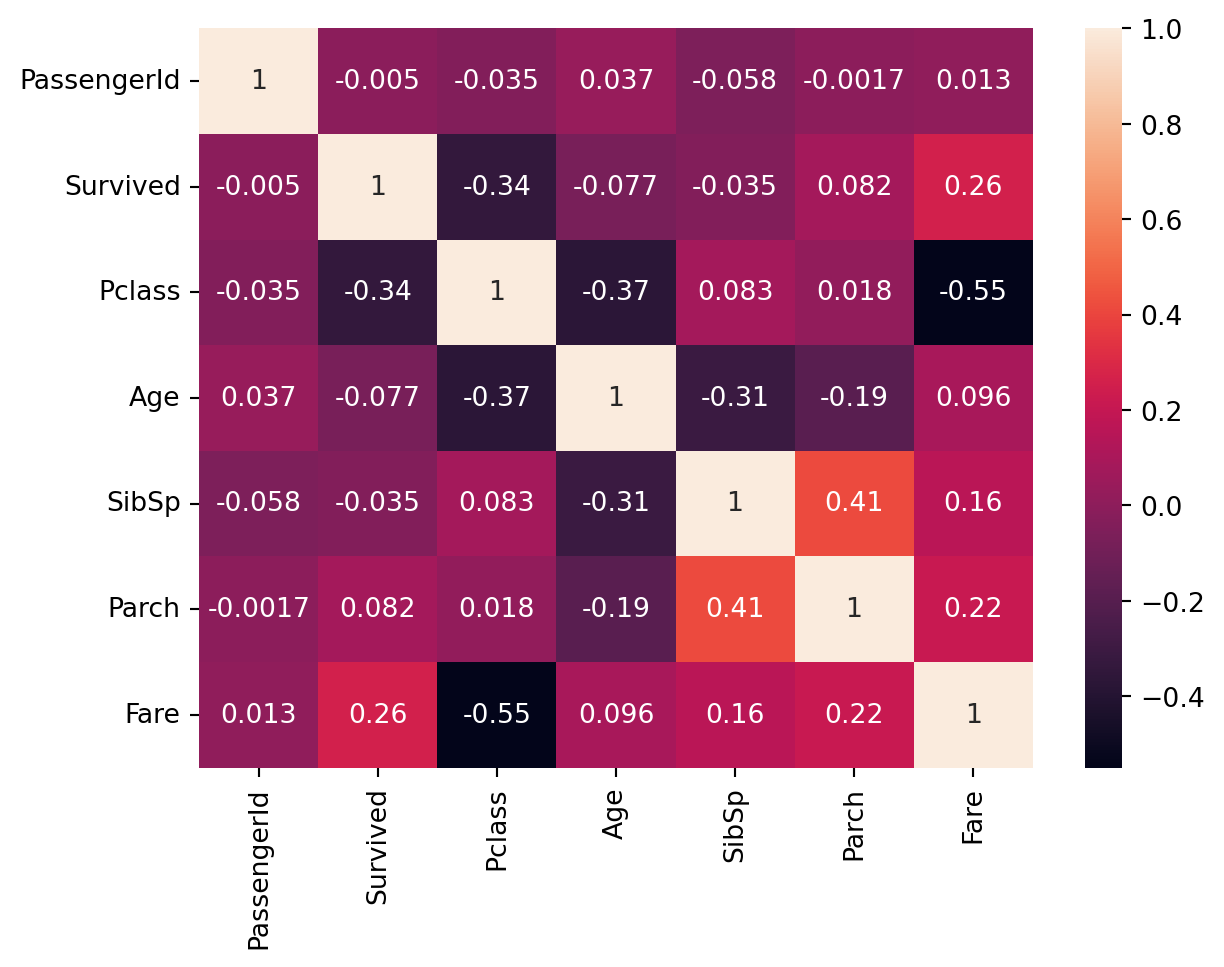 PassengerId 1 -0.005 -0.035 0.037 -0.058 -0.0017 0.013
Survived -0.005 1 -0.34 -0.077 -0.035 0.082 0.26
Pclass -0.035 -0.34 1 -0.37 0.083 0.018 -0.55
Age 0.037 -0.077 -0.37 1 -0.31 -0.19 0.096
SibSp -0.058 -0.035 0.083 -0.31 1 0.41 0.16
Parch -0.0017 0.082 0.018 -0.19 0.41 1 0.22
Fare 0.013 0.26 -0.55 0.096 0.16 0.22 1
PassengerId Survived Pclass Age SibSp Parch Fare
1.0
0.8
0.6
0.4
0.2
0.0
−0.2
−0.4